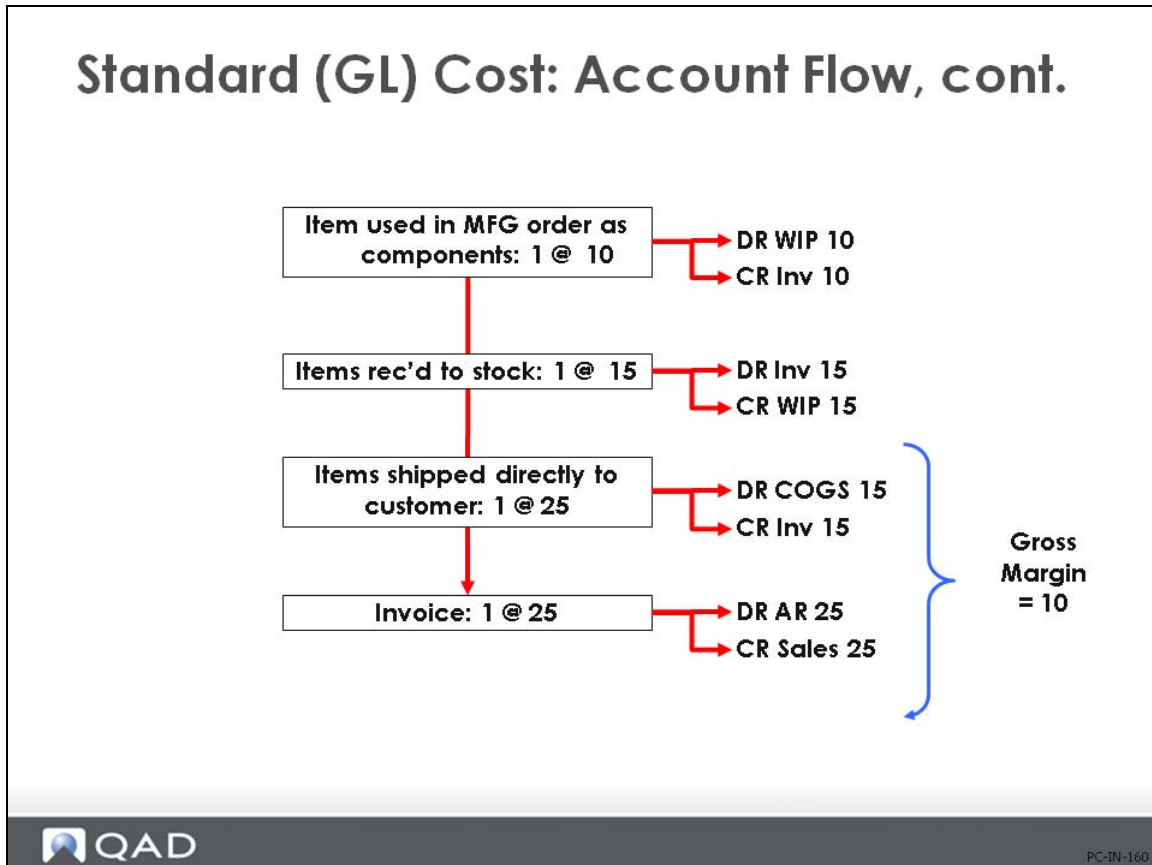 Standard (GL) Cost: Account Flow, cont.
Item used in MFG order as
components: 1 @ 10
DR WIP 10
CR Inv 10
Items rec'd to stock: 1 @ 15
DR Inv 15
CR WIP 15
Items shipped directly to
customer: 1 @ 25
DR COGS 15
CR Inv 15
Gross
Margin
= 10
Invoice: 1 @ 25
DR AR 25
CR Sales 25
QAD
PC-IN-160